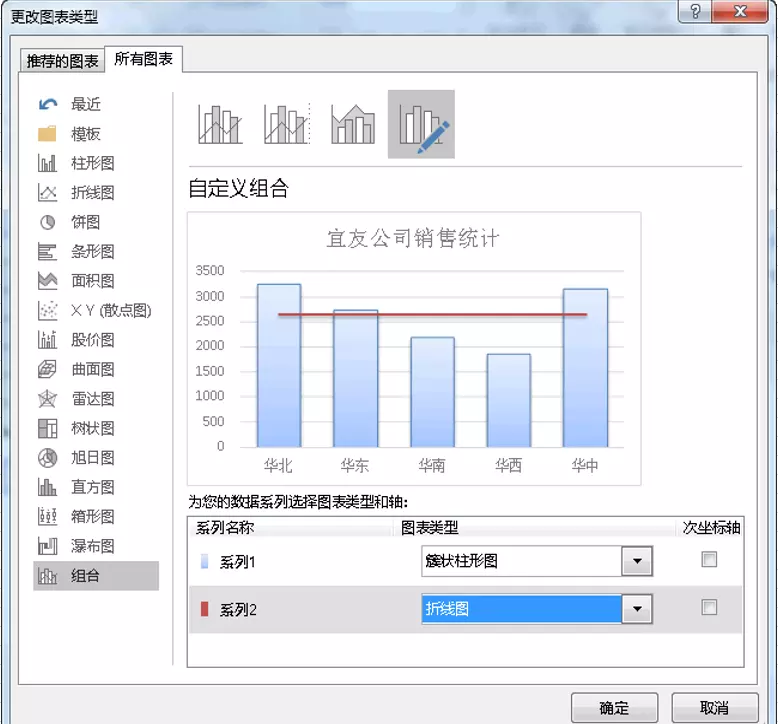 更改图表类型
?
推荐的图表 所有图表
最近
模板
柱形图
折线图
饼图
条形图
面积图
X Y (散点图)
股价图
曲面图
雷达图
树状图
旭日图
直方图
箱形图
瀑布图
组合
自定义组合
宜友公司销售统计
3500
3000
2500
2000
1500
1000
500
0
华北 华东 华南 华西 华中
为您的数据系列选择图表类型和轴:
系列名称 图表类型 次坐标轴
系列1 簇状柱形图
系列2 折线图
确定 取消